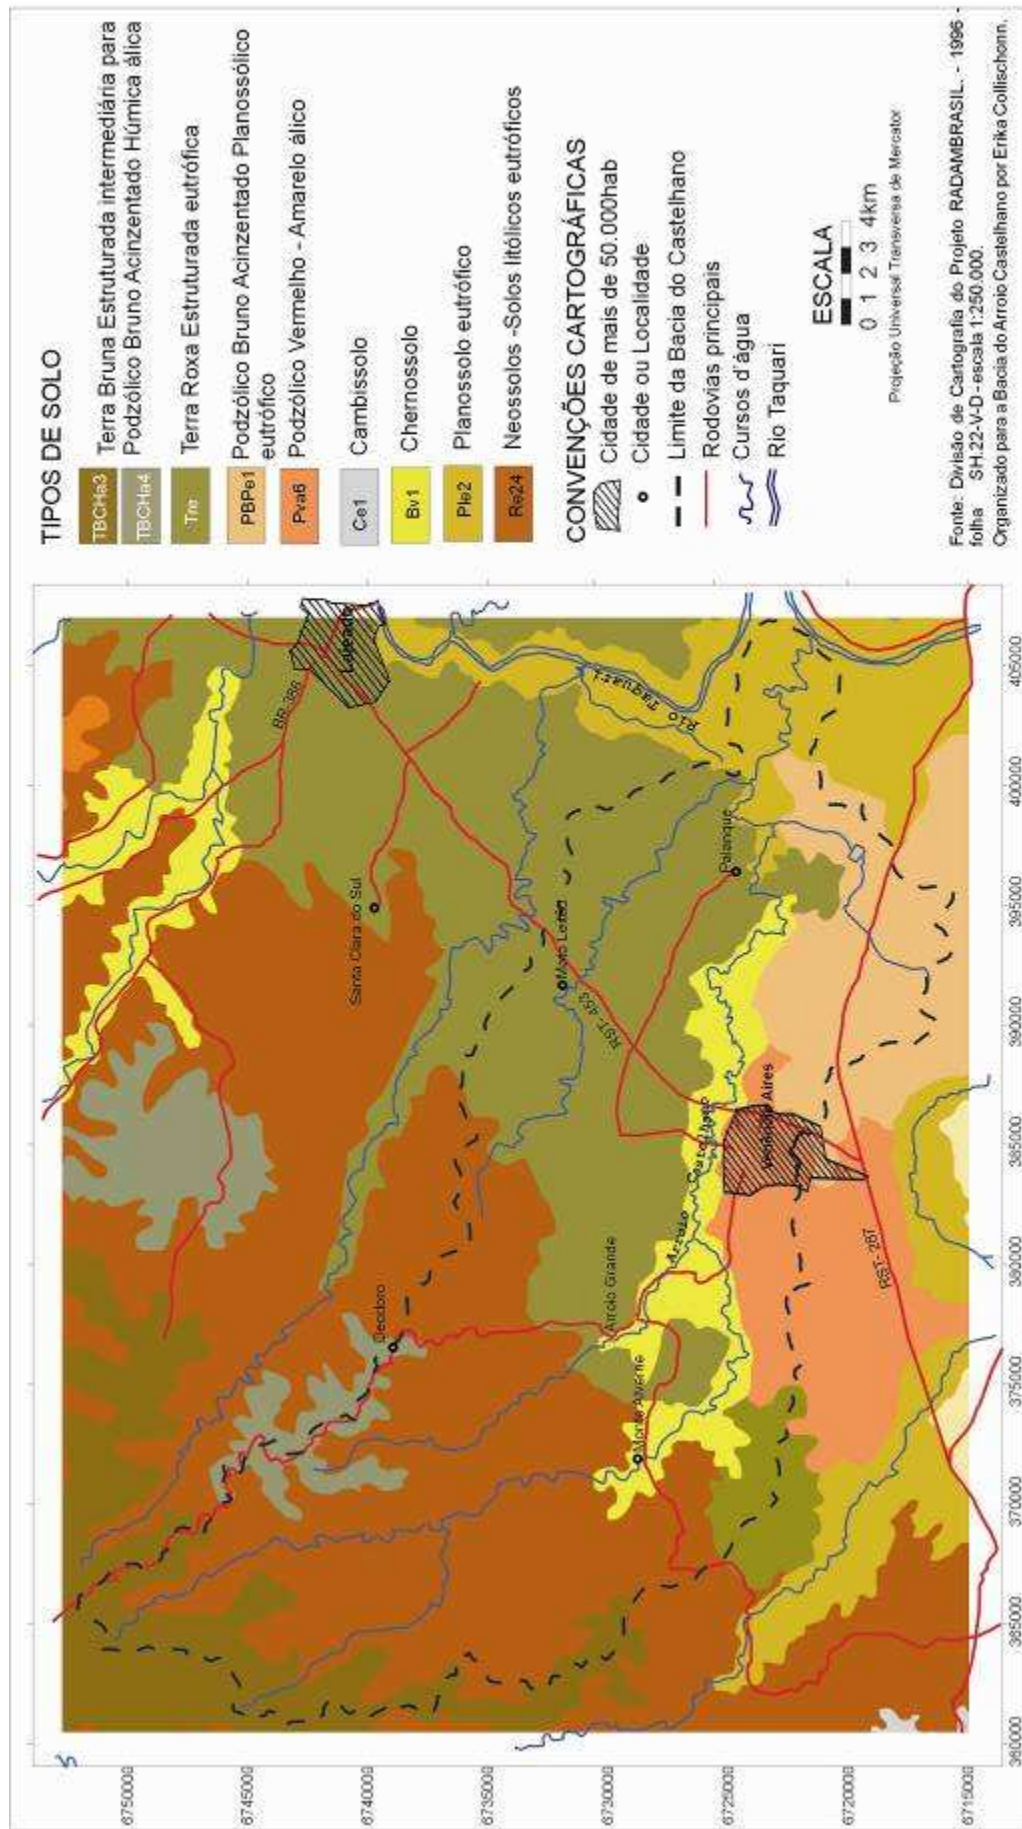 TIPOS DE SOLO
TBCHa3
Terra Bruna Estruturada intermediária para
TBCHa4
Podzólico Bruno Acinzentado Húmica álica
Tre
Terra Roxa Estruturada eutrófica
PBPe1
Podzólico Bruno Acinzentado Planossólico
eutrófico
Pva6
Podzólico Vermelho - Amarelo álico
Ce1
Cambissolo
Bv1
Chernossolo
Ple2
Planossolo eutrófico
Re24
Neossolos -Solos litólicos eutróficos
CONVENÇÕES CARTOGRÁFICAS
Cidade de mais de 50.000hab
Cidade ou Localidade
Limite da Bacia do Castelhano
Rodovias principais
Cursos d'água
Rio Taquari
ESCALA
0 1 2 3 4km
Projeção Universal Transversa de Mercator
Fonte: Divisão de Cartografia do Projeto RADAMBRASIL. - 1996 -
folha SH.22-V-D - escala 1:250.000.
Organizado para a Bacia do Arroio Castelhano por Erika Collischonn.
6750000
6745000
6740000
6735000
6730000
6725000
6720000
6715000
360000
365000
370000
375000
380000
385000
390000
395000
400000
405000
Lajeado
BR-386
Santa Clara do Sul
Rio Taquari
Deodoro
Mato Leitão
RST-453
Palanque
Arroio Grande
Arroio Castelhano
Monte Alverne
Venâncio Aires
RST-287